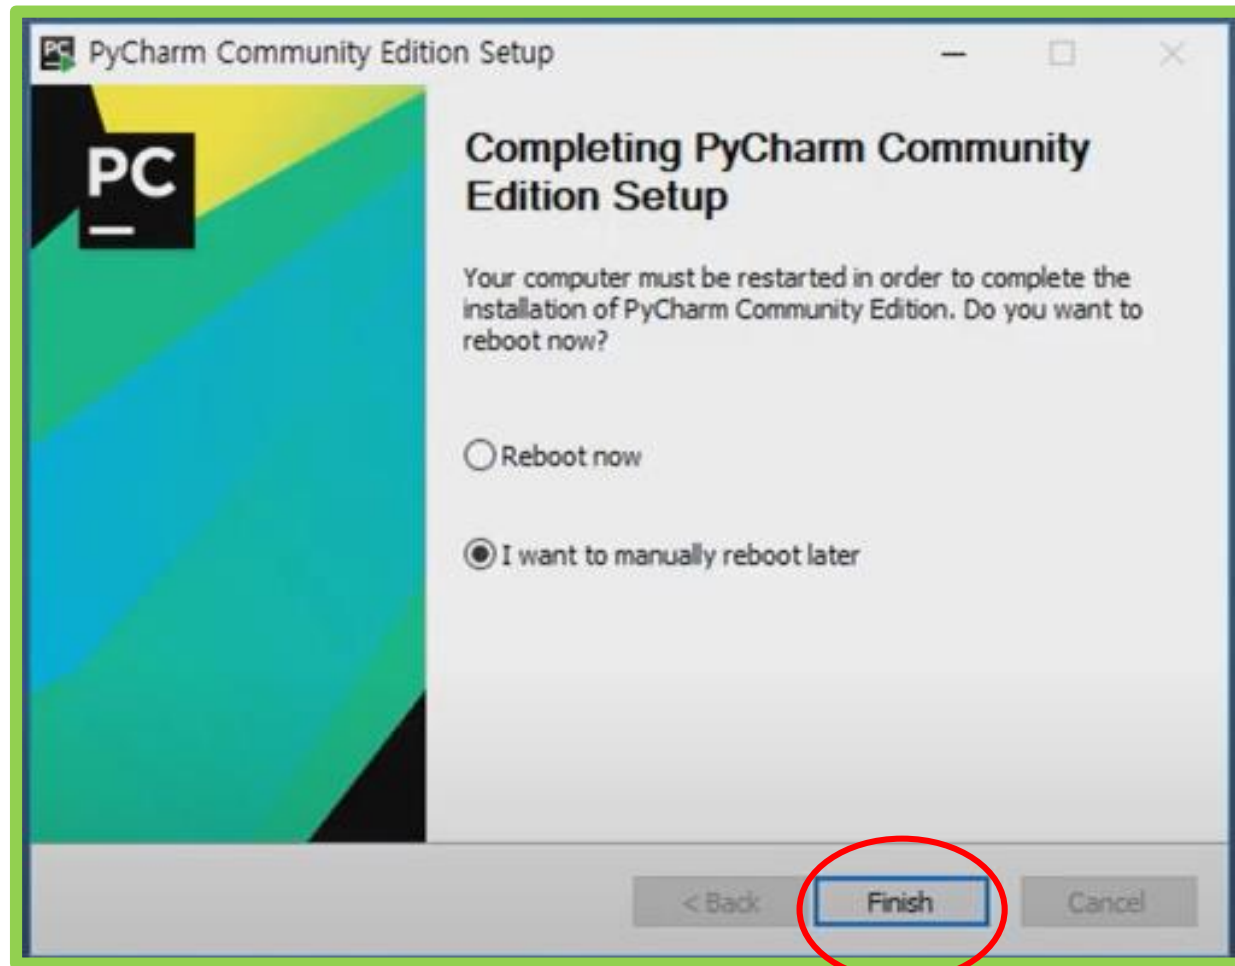 PyCharm Community Edition Setup
PC
Completing PyCharm Community
Edition Setup
Your computer must be restarted in order to complete the
installation of PyCharm Community Edition. Do you want to
reboot now?
Reboot now
I want to manually reboot later
< Back Finish Cancel